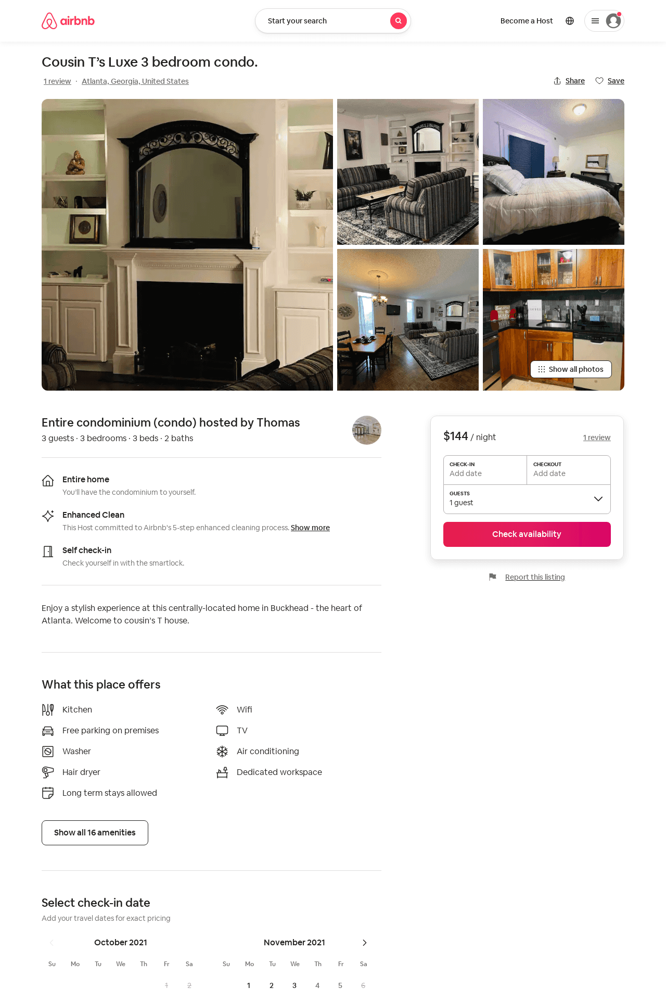 airbnb
Start your search
Become a Host
Cousin T’s Luxe 3 bedroom condo.
1 review · Atlanta, Georgia, United States
Share
Save
COFFEE
Show all photos
Entire condominium (condo) hosted by Thomas
3 guests · 3 bedrooms · 3 beds · 2 baths
$144 / night
1 review
CHECK-IN
Add date
CHECKOUT
Add date
GUESTS
1 guest
Check availability
Report this listing
Entire home
You’ll have the condominium to yourself.
Enhanced Clean
This Host committed to Airbnb's 5-step enhanced cleaning process. Show more
Self check-in
Check yourself in with the smartlock.
Enjoy a stylish experience at this centrally-located home in Buckhead - the heart of
Atlanta. Welcome to cousin’s T house.
What this place offers
Kitchen
Wifi
Free parking on premises
TV
Washer
Air conditioning
Hair dryer
Dedicated workspace
Long term stays allowed
Show all 16 amenities
Select check-in date
Add your travel dates for exact pricing
October 2021
November 2021
Su Mo Tu We Th Fr Sa
Su Mo Tu We Th Fr Sa
1 2
1 2 3 4 5 6